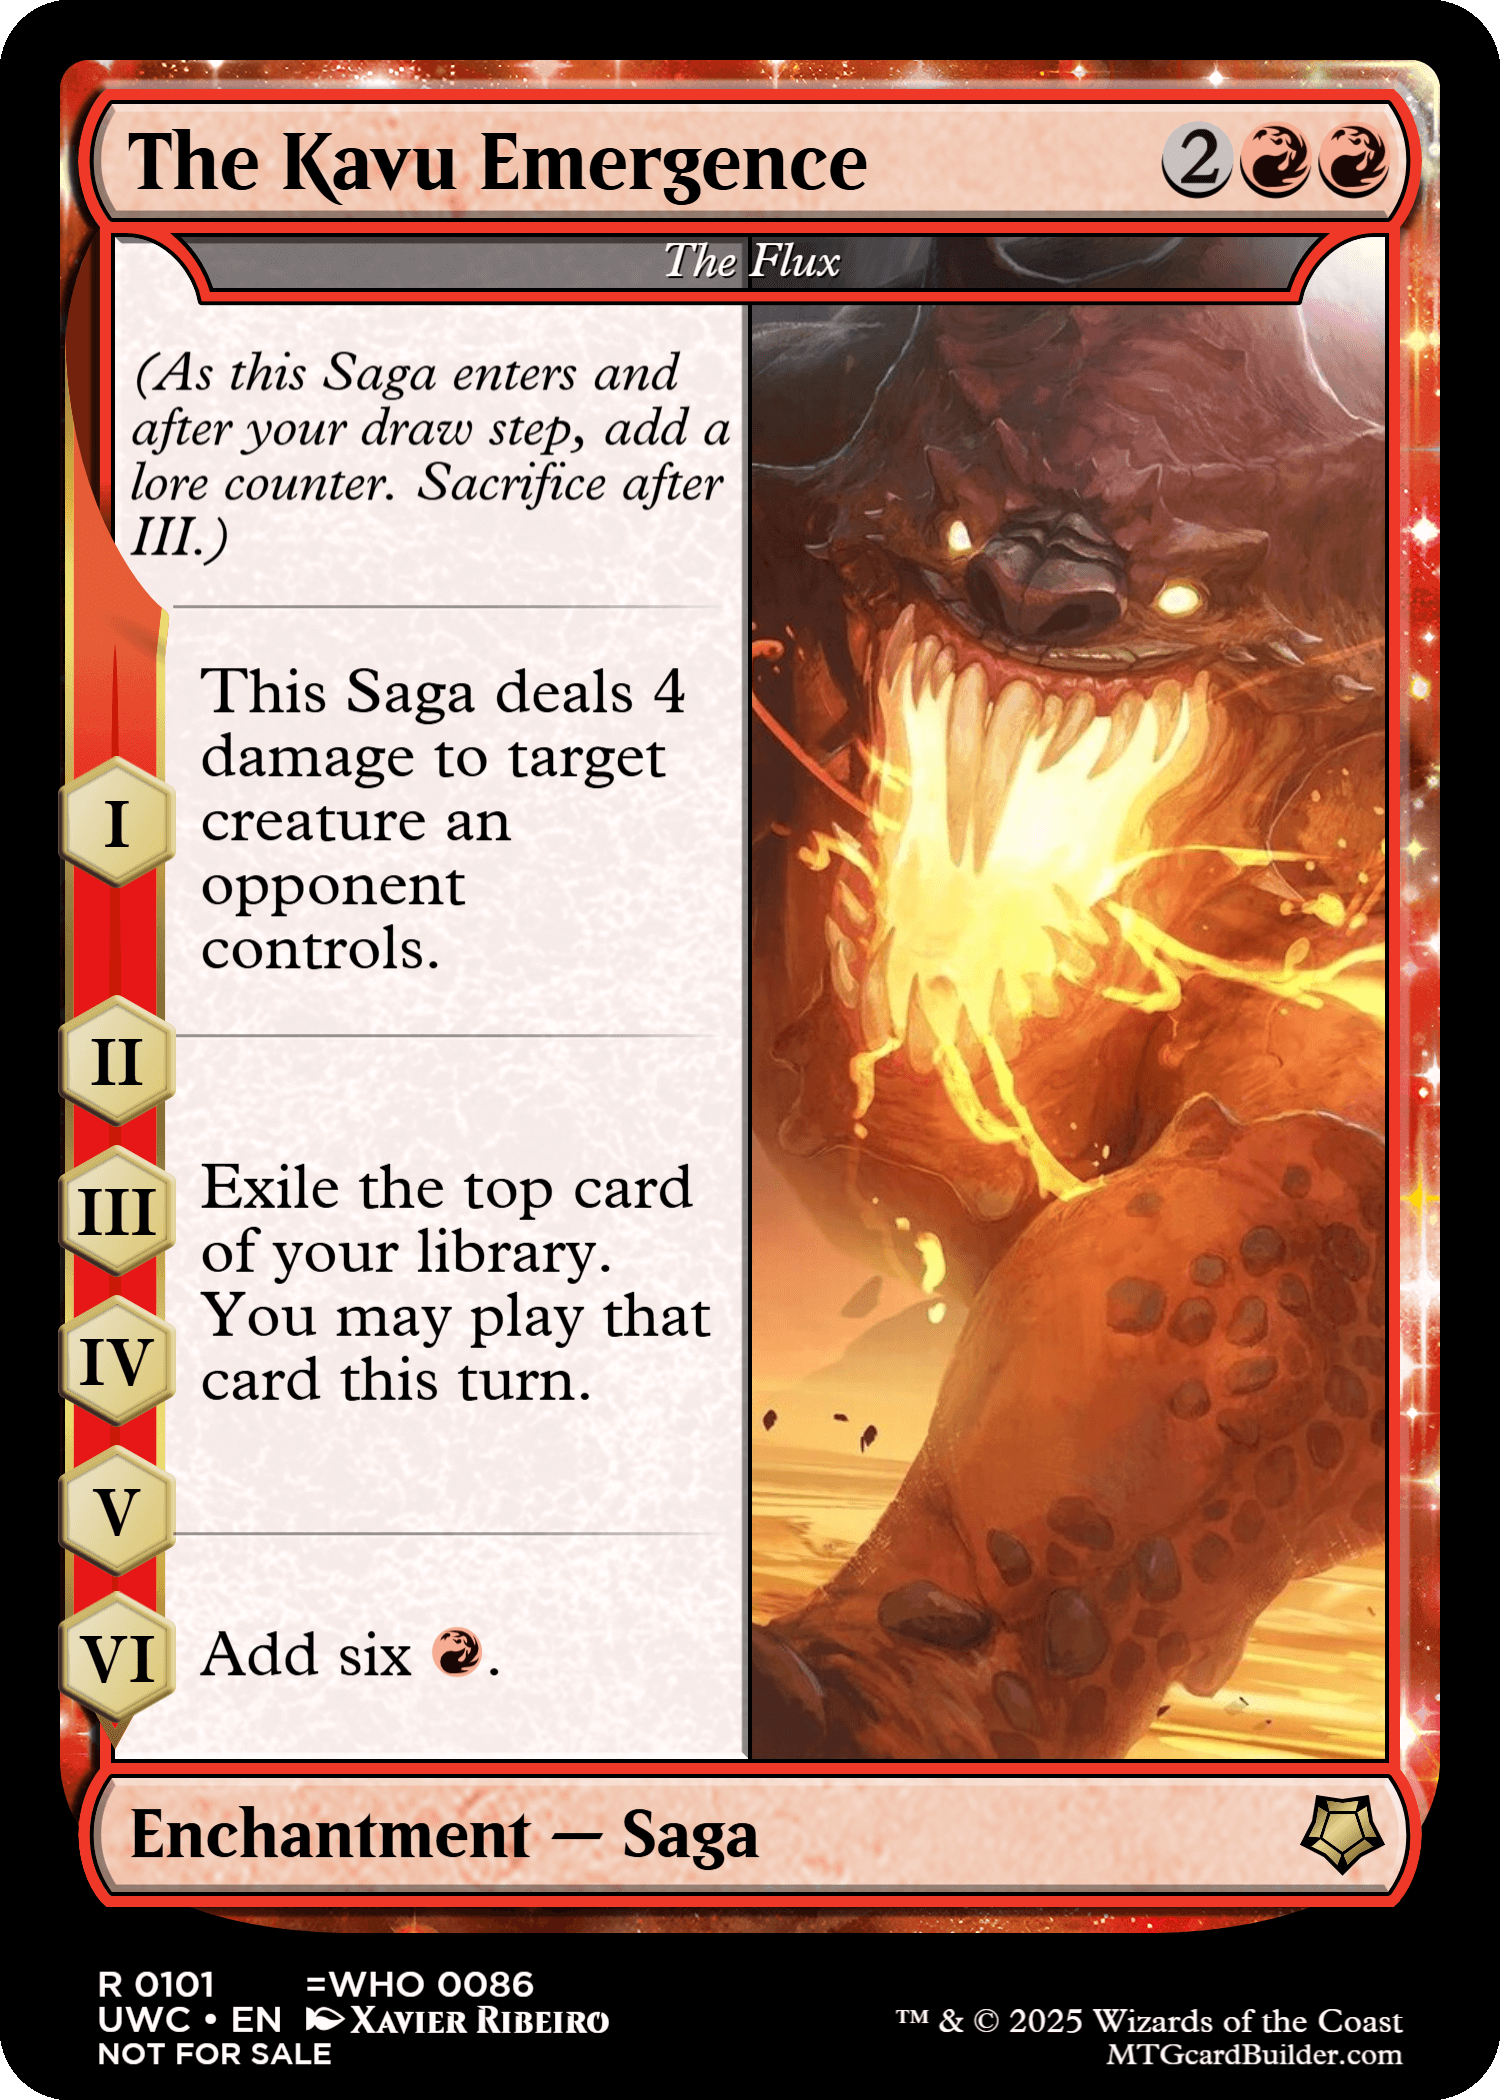 The Kavu Emergence 2
The Flux
(As this Saga enters and
after your draw step, add a
lore counter. Sacrifice after
III.)
I
This Saga deals 4
damage to target
creature an
opponent
controls.
II
III
IV
V
Exile the top card
of your library.
You may play that
card this turn.
VI
Add six .
Enchantment — Saga
R 0101 =WHO 0086
UWC • EN XAVIER RIBEIRO
NOT FOR SALE
™ & © 2025 Wizards of the Coast
MTGcardBuilder.com